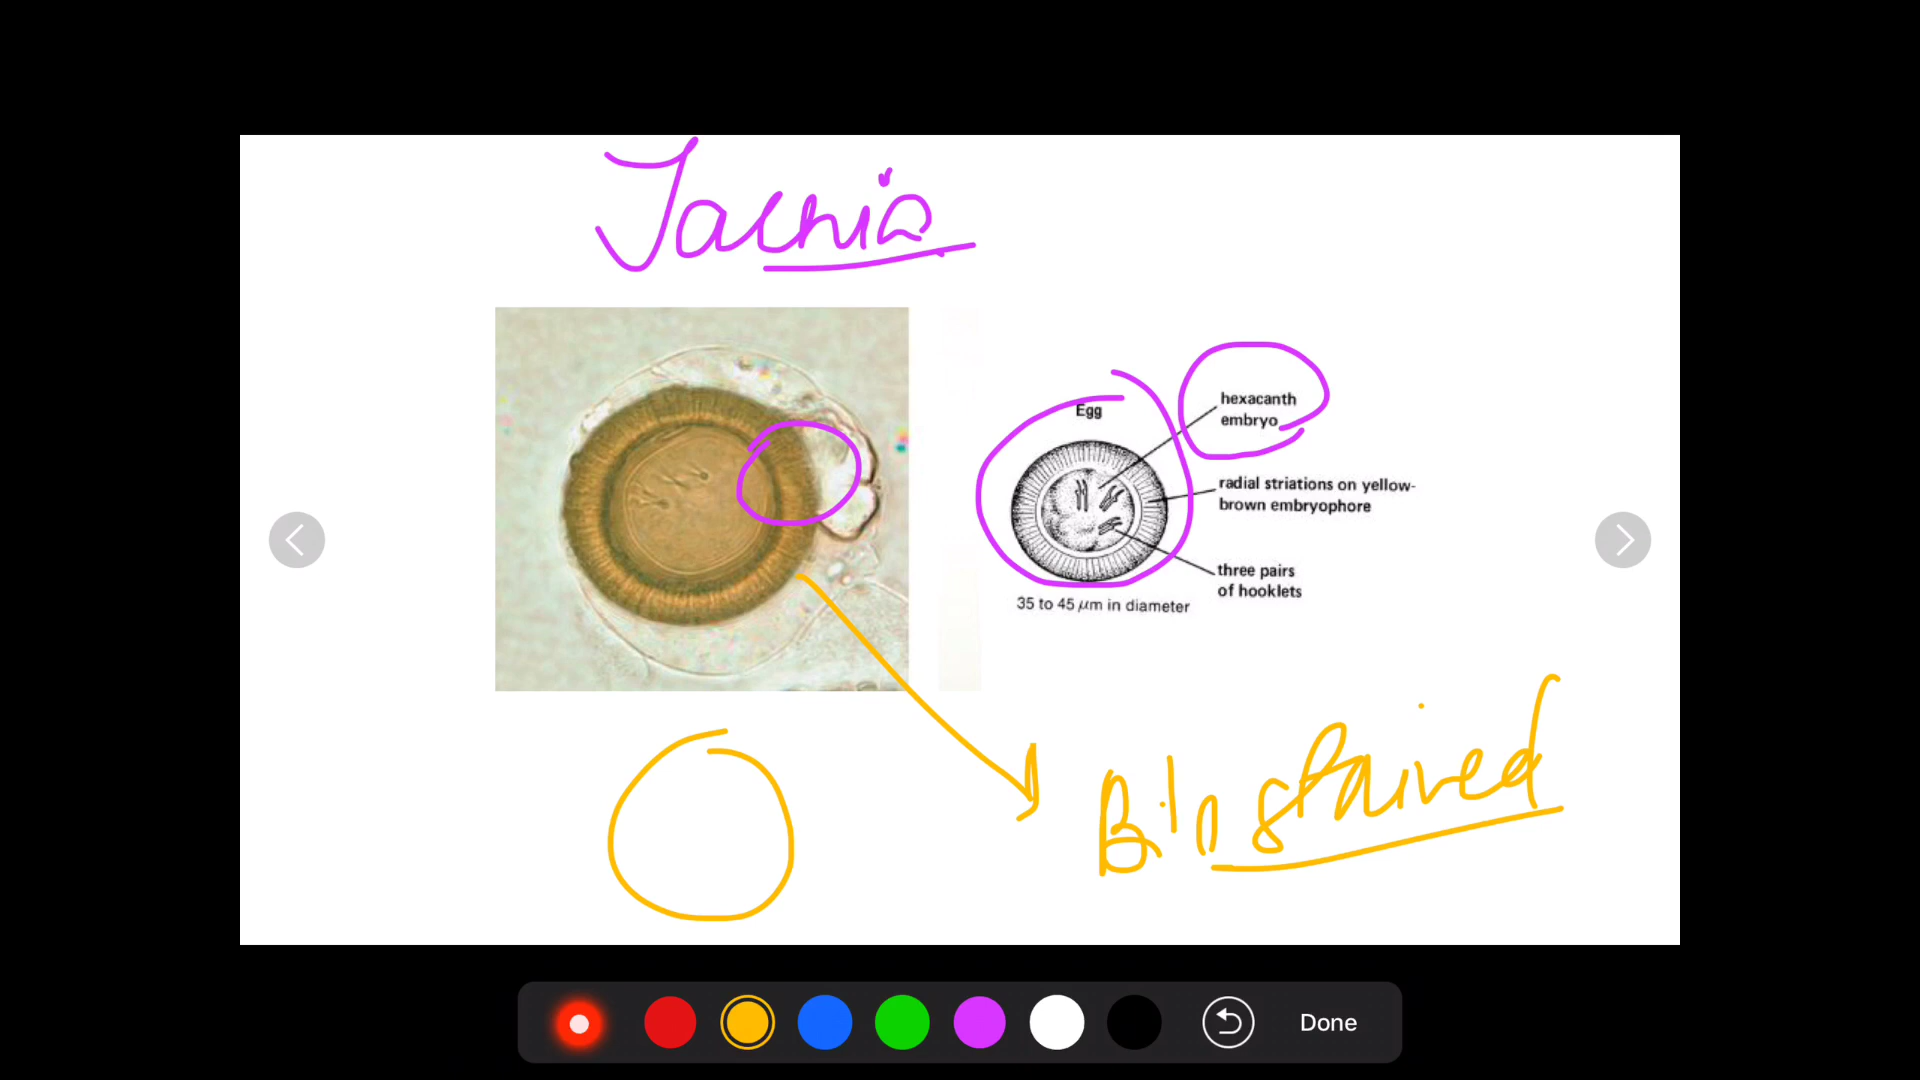 Taenia
Egg
hexacanth
embryo
radial striations on yellow-
brown embryophore
three pairs
of hooklets
35 to 45 μm in diameter
Bile stained
Done